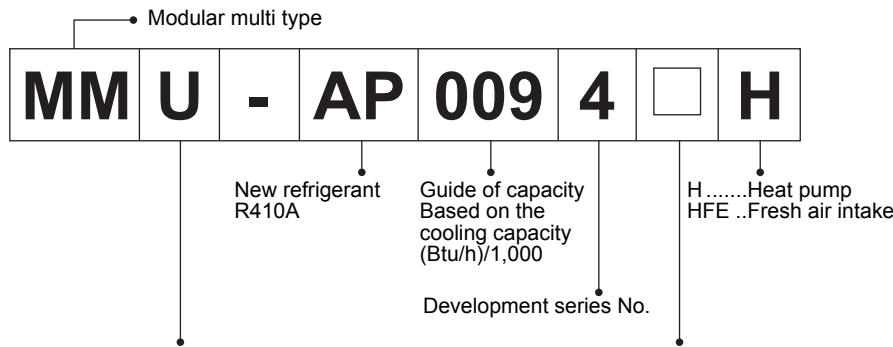 Modular multi type
MM U - AP 009 4 □ H
New refrigerant
R410A
Guide of capacity
Based on the
cooling capacity
(Btu/h)/1,000
H .......Heat pump
HFE ..Fresh air intake
Development series No.